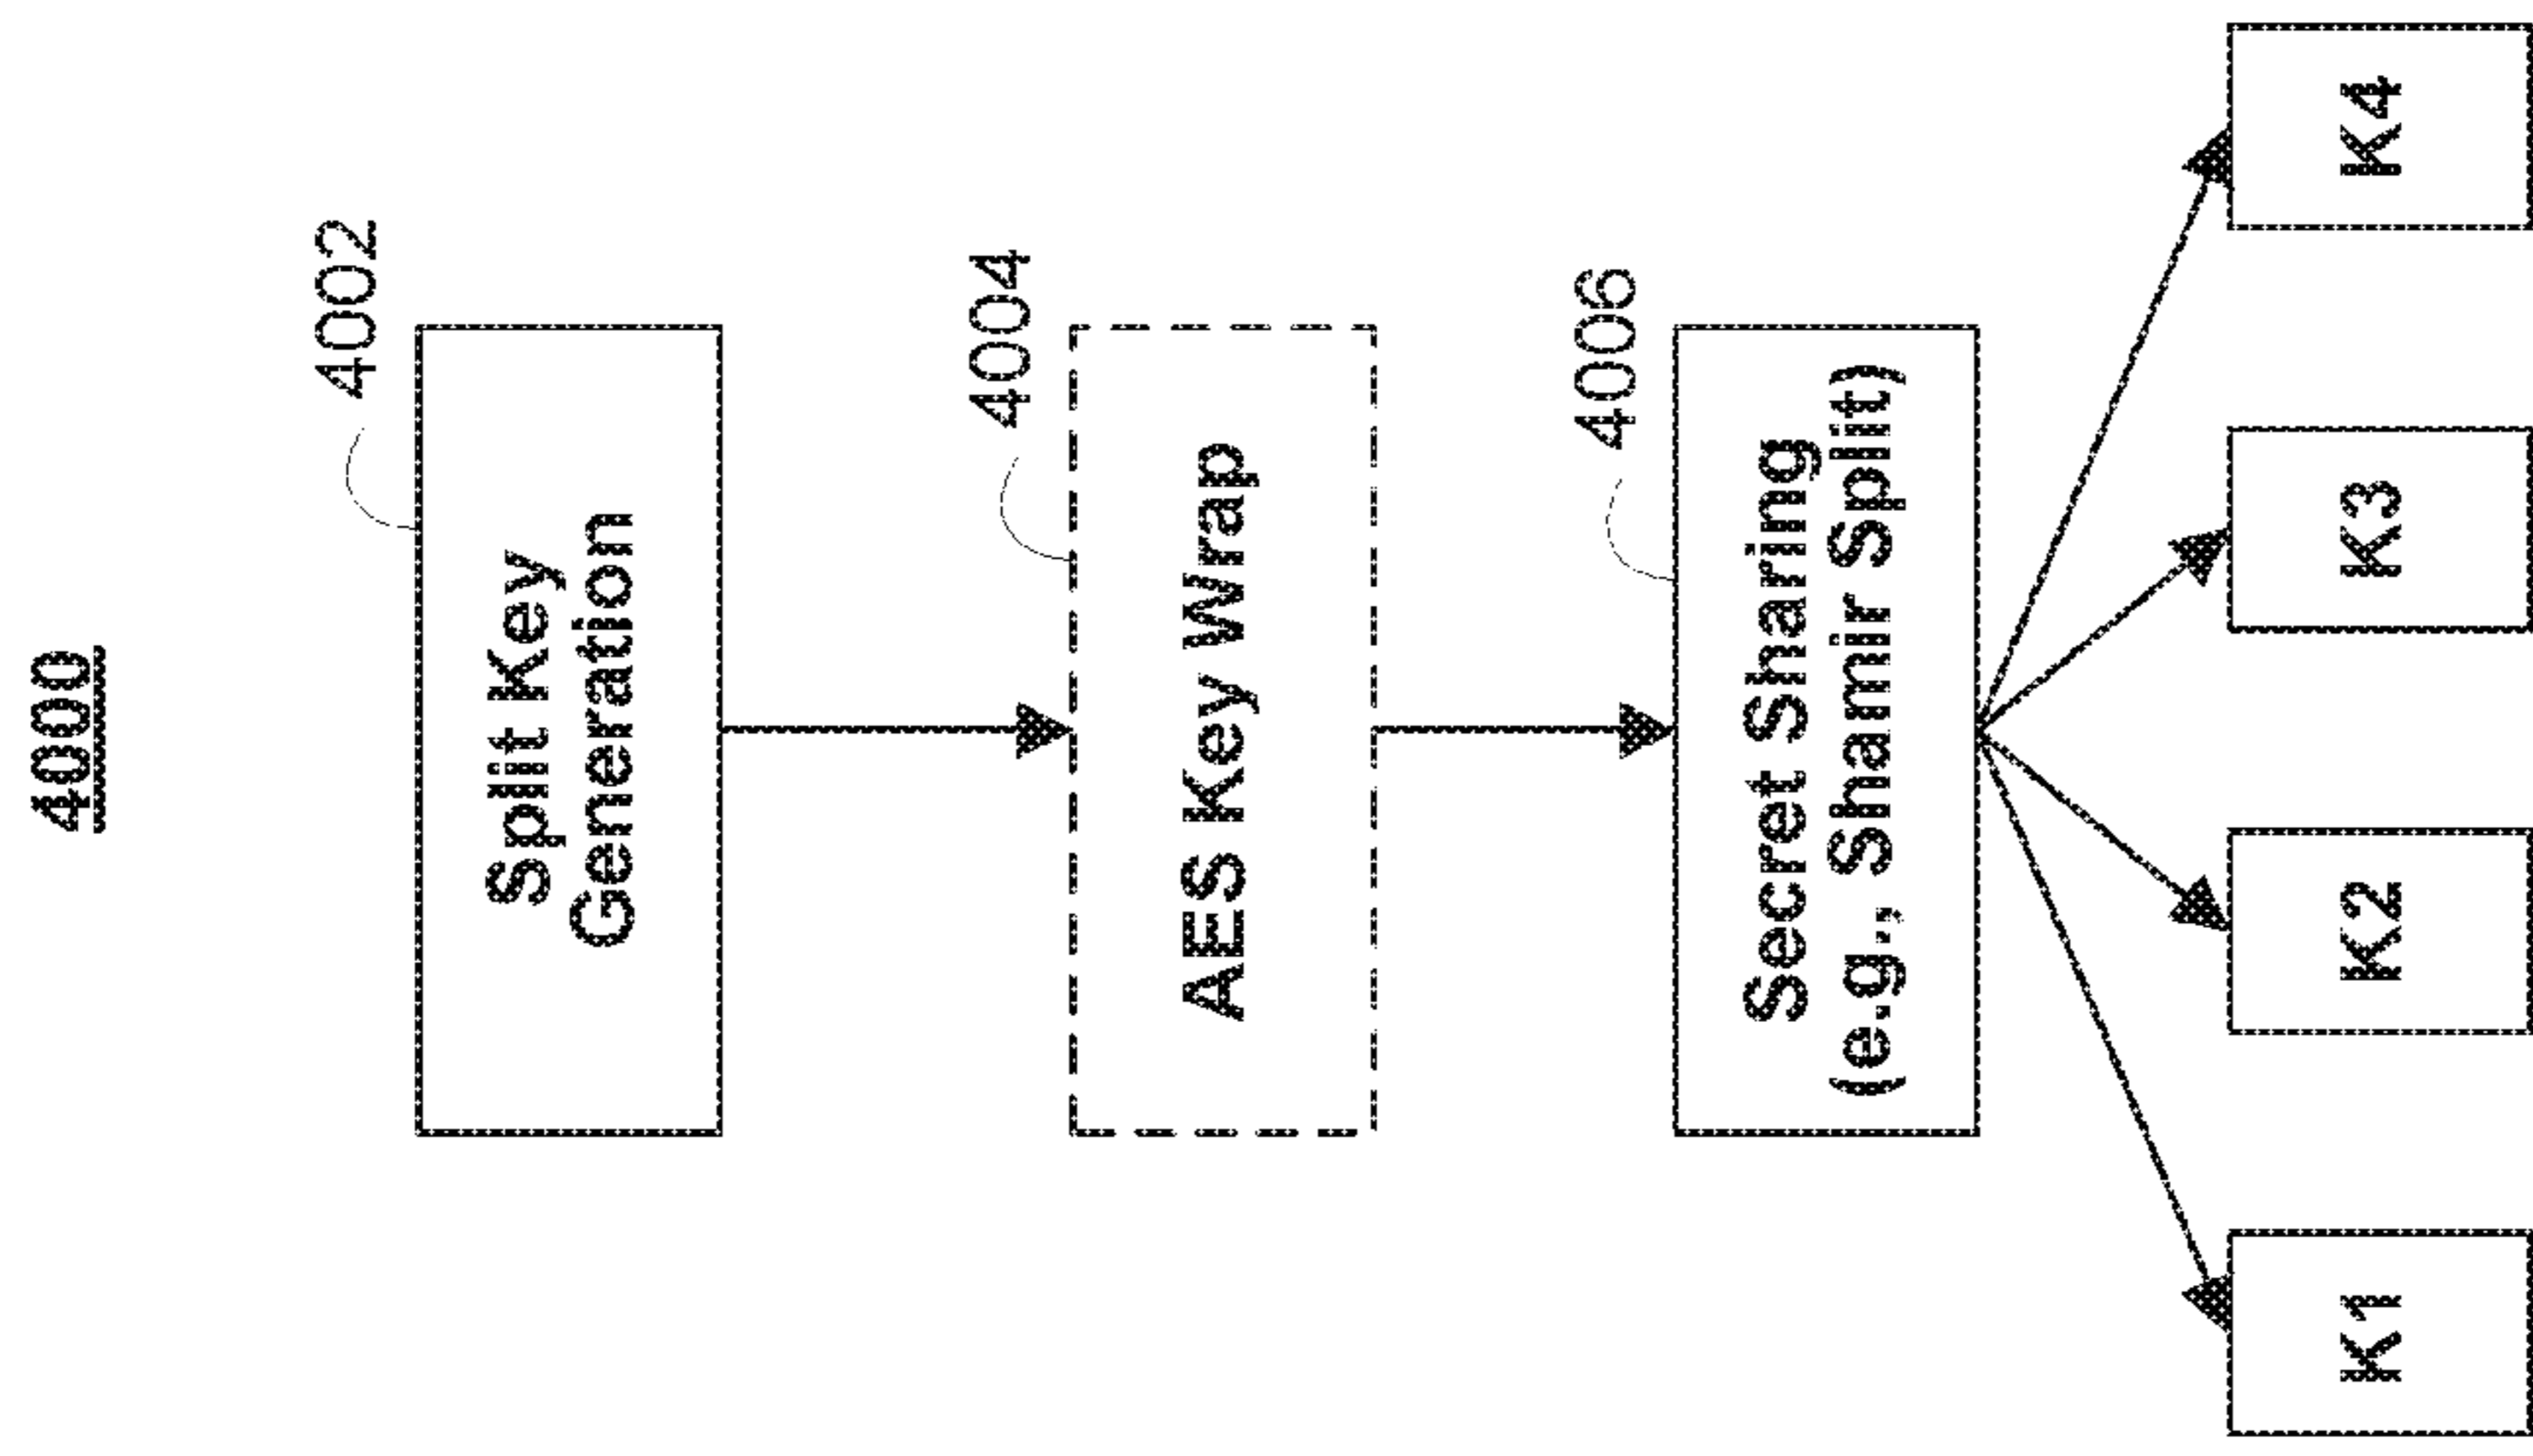 4000
4002
Split Key
Generation
4004
AES Key Wrap
4006
Secret Sharing
(e.g., Shamir Split)
K1
K2
K3
K4